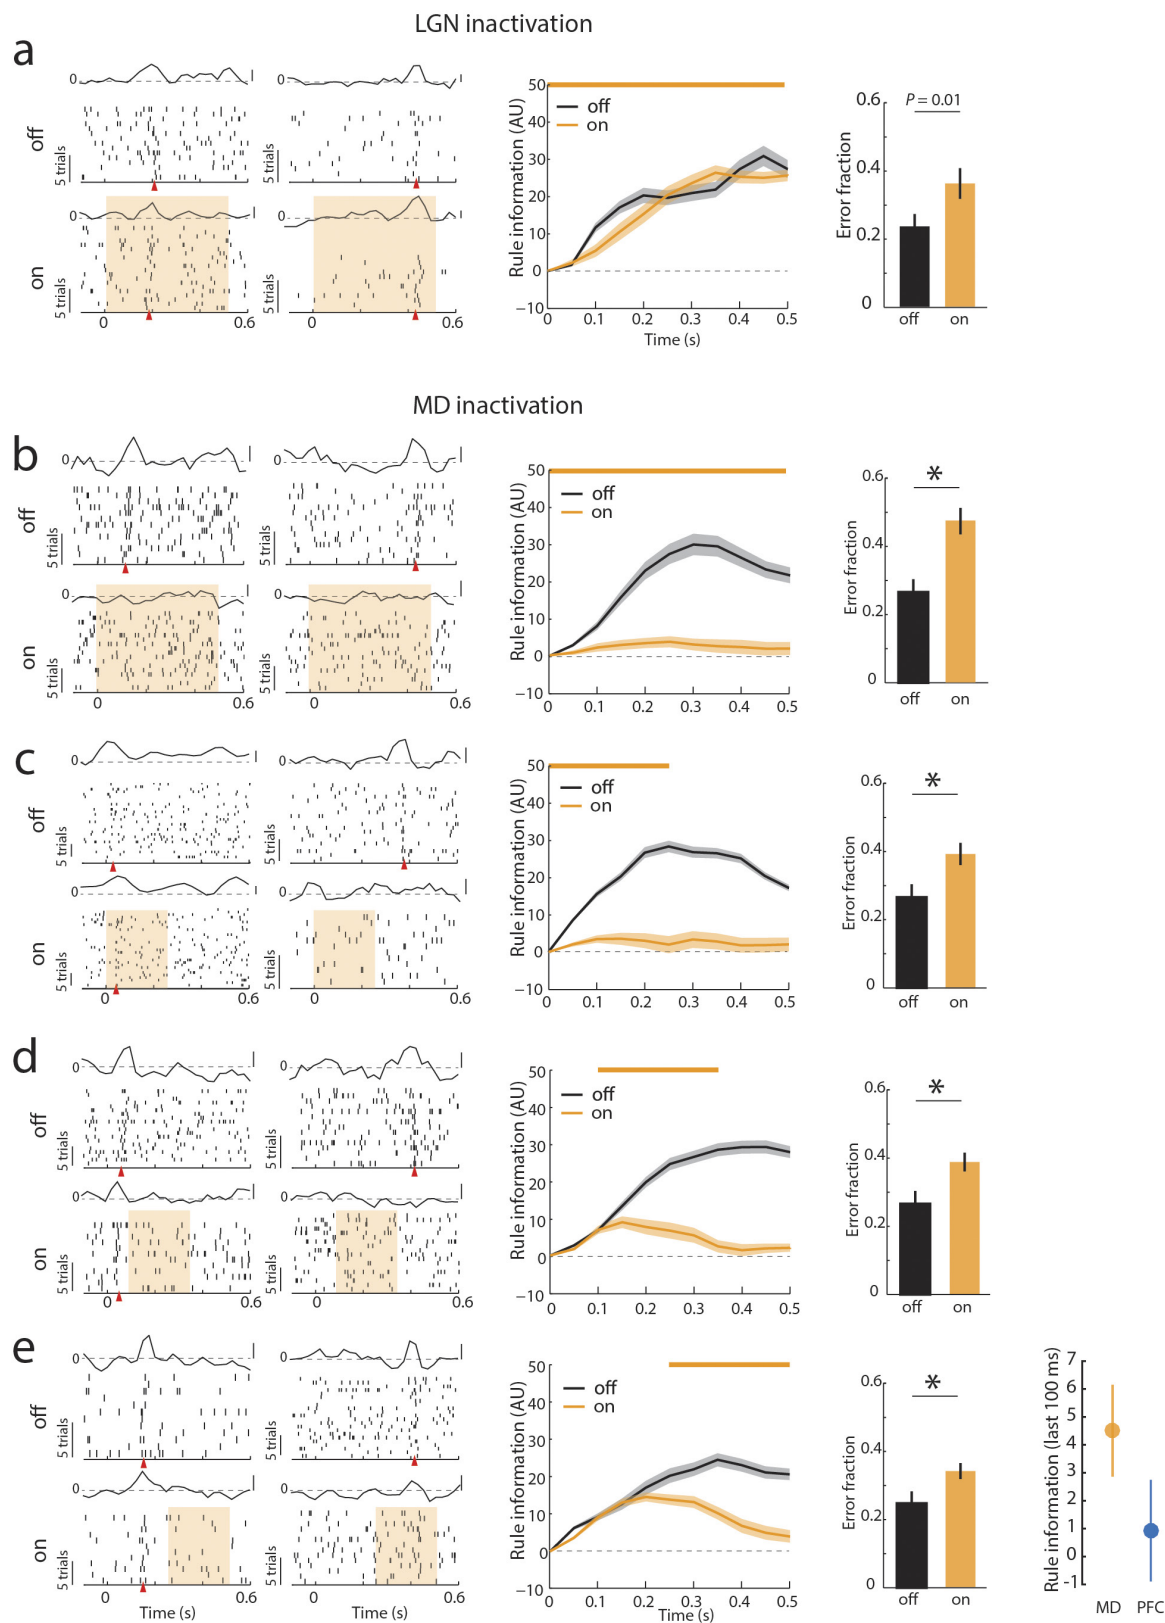 LGN inactivation
a
0
off
5 trials
on
5 trials
0
0.6
0
0
0.6
50
40
30
20
10
0
−10
Rule information (AU)
off
on
0 0.1 0.2 0.3 0.4 0.5
Time (s)
0.6
0.4
0.2
0
Error fraction
P = 0.01
off on
MD inactivation
b
0
0
off
5 trials
5 trials
0
0
on
5 trials
5 trials
0 0.6
0 0.6
50
40
30
20
10
0
−10
Rule information (AU)
off
on
0 0.1 0.2 0.3 0.4 0.5
0.6
0.4
0.2
0
Error fraction
*
off on
c
0
0
off
5 trials
5 trials
0
0
on
5 trials
5 trials
0 0.6
0 0.6
50
40
30
20
10
0
−10
Rule information (AU)
off
on
0 0.1 0.2 0.3 0.4 0.5
0.6
0.4
0.2
0
Error fraction
*
off on
d
0
0
off
5 trials
5 trials
0
0
on
5 trials
5 trials
0 0.6
0 0.6
50
40
30
20
10
0
−10
Rule information (AU)
off
on
0 0.1 0.2 0.3 0.4 0.5
0.6
0.4
0.2
0
Error fraction
*
off on
e
0
0
off
5 trials
5 trials
0
0
on
5 trials
5 trials
0 0.6
0 0.6
Time (s)
Time (s)
50
40
30
20
10
0
−10
Rule information (AU)
off
on
0 0.1 0.2 0.3 0.4 0.5
Time (s)
0.6
0.4
0.2
0
Error fraction
*
off on
7
6
5
4
3
2
1
0
−1
Rule information (last 100 ms)
MD PFC